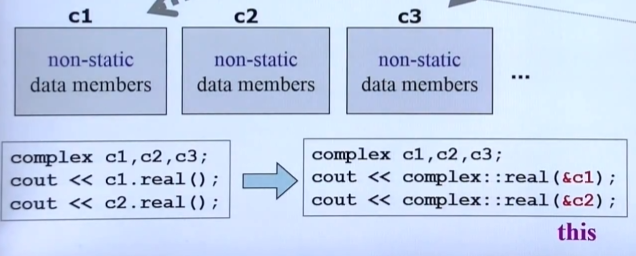 c1
c2
c3
non-static
data members
non-static
data members
non-static
data members
...
complex c1,c2,c3;
cout << c1.real();
cout << c2.real();
complex c1,c2,c3;
cout << complex::real(&c1);
cout << complex::real(&c2);
this